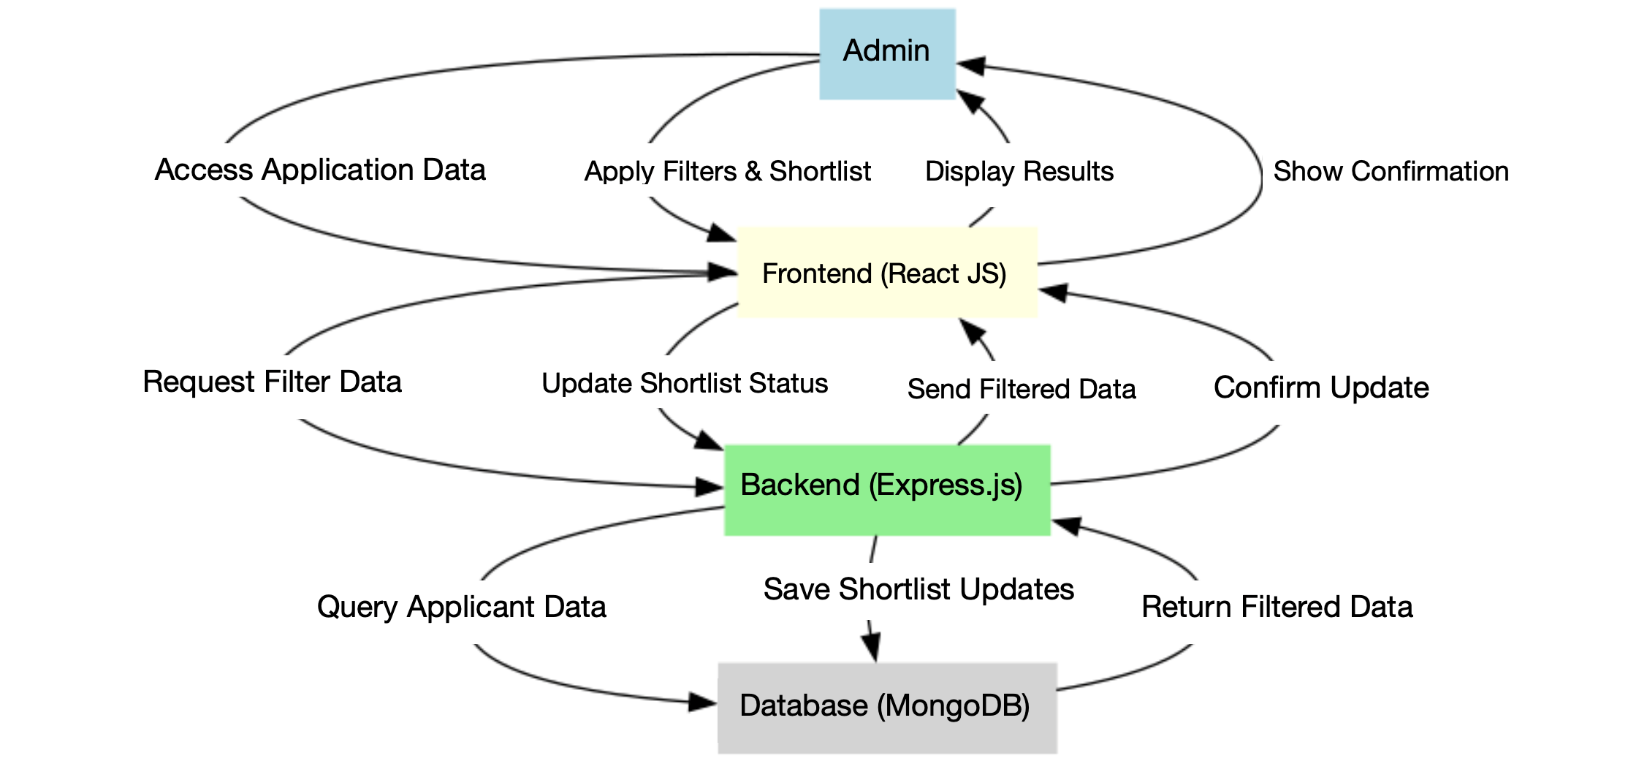 Admin
Access Application Data
Apply Filters & Shortlist
Display Results
Show Confirmation
Frontend (React JS)
Request Filter Data
Update Shortlist Status
Send Filtered Data
Confirm Update
Backend (Express.js)
Query Applicant Data
Save Shortlist Updates
Return Filtered Data
Database (MongoDB)